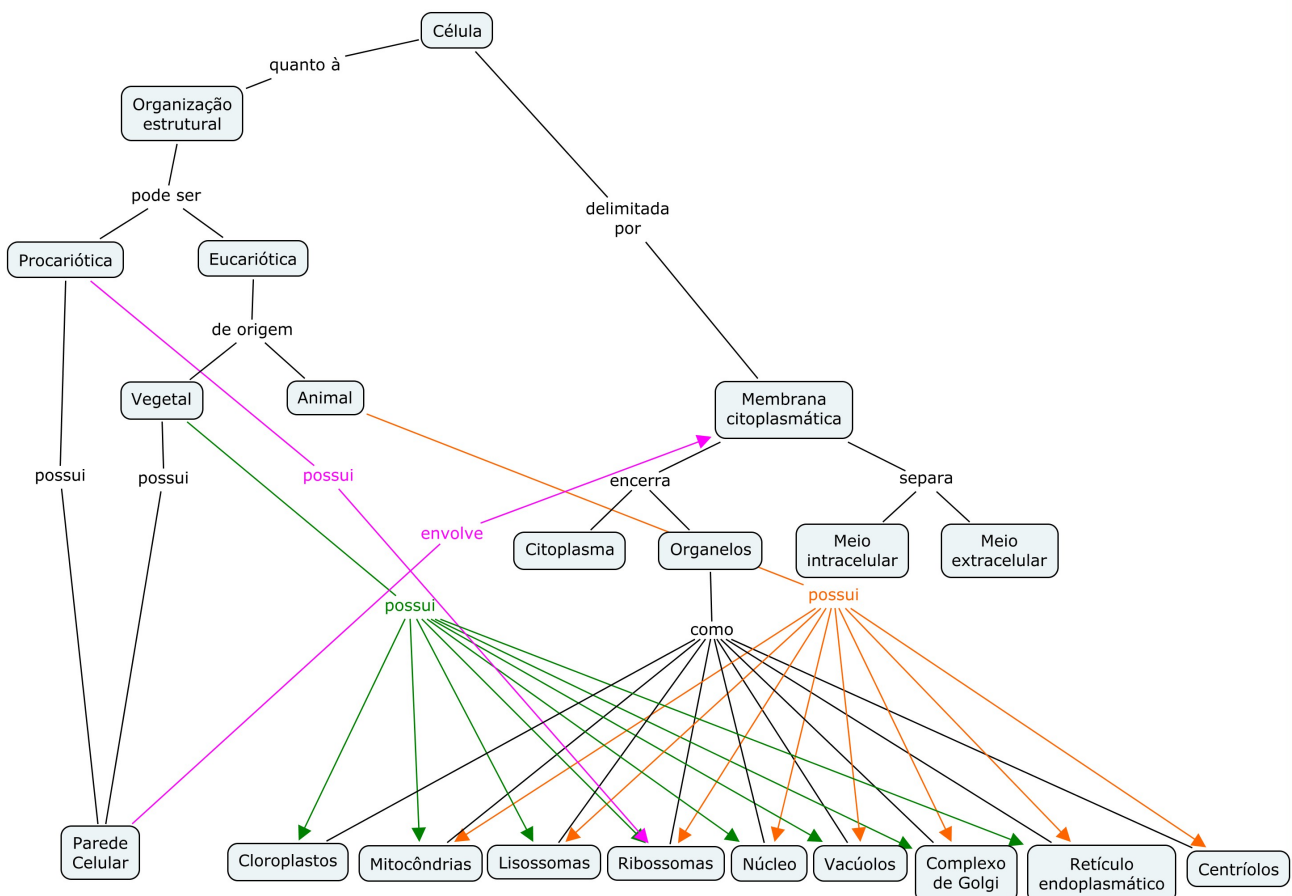 Célula
quanto à
Organização
estrutural
pode ser
delimitada
por
Procariótica
Eucariótica
de origem
Vegetal
Animal
Membrana
citoplasmática
possui
possui
possui
encerra
separa
envolve
Citoplasma
Organelos
Meio
intracelular
Meio
extracelular
possui
possui
como
Parede
Celular
Cloroplastos
Mitocôndrias
Lisossomas
Ribossomas
Núcleo
Vacúolos
Complexo
de Golgi
Retículo
endoplasmático
Centríolos